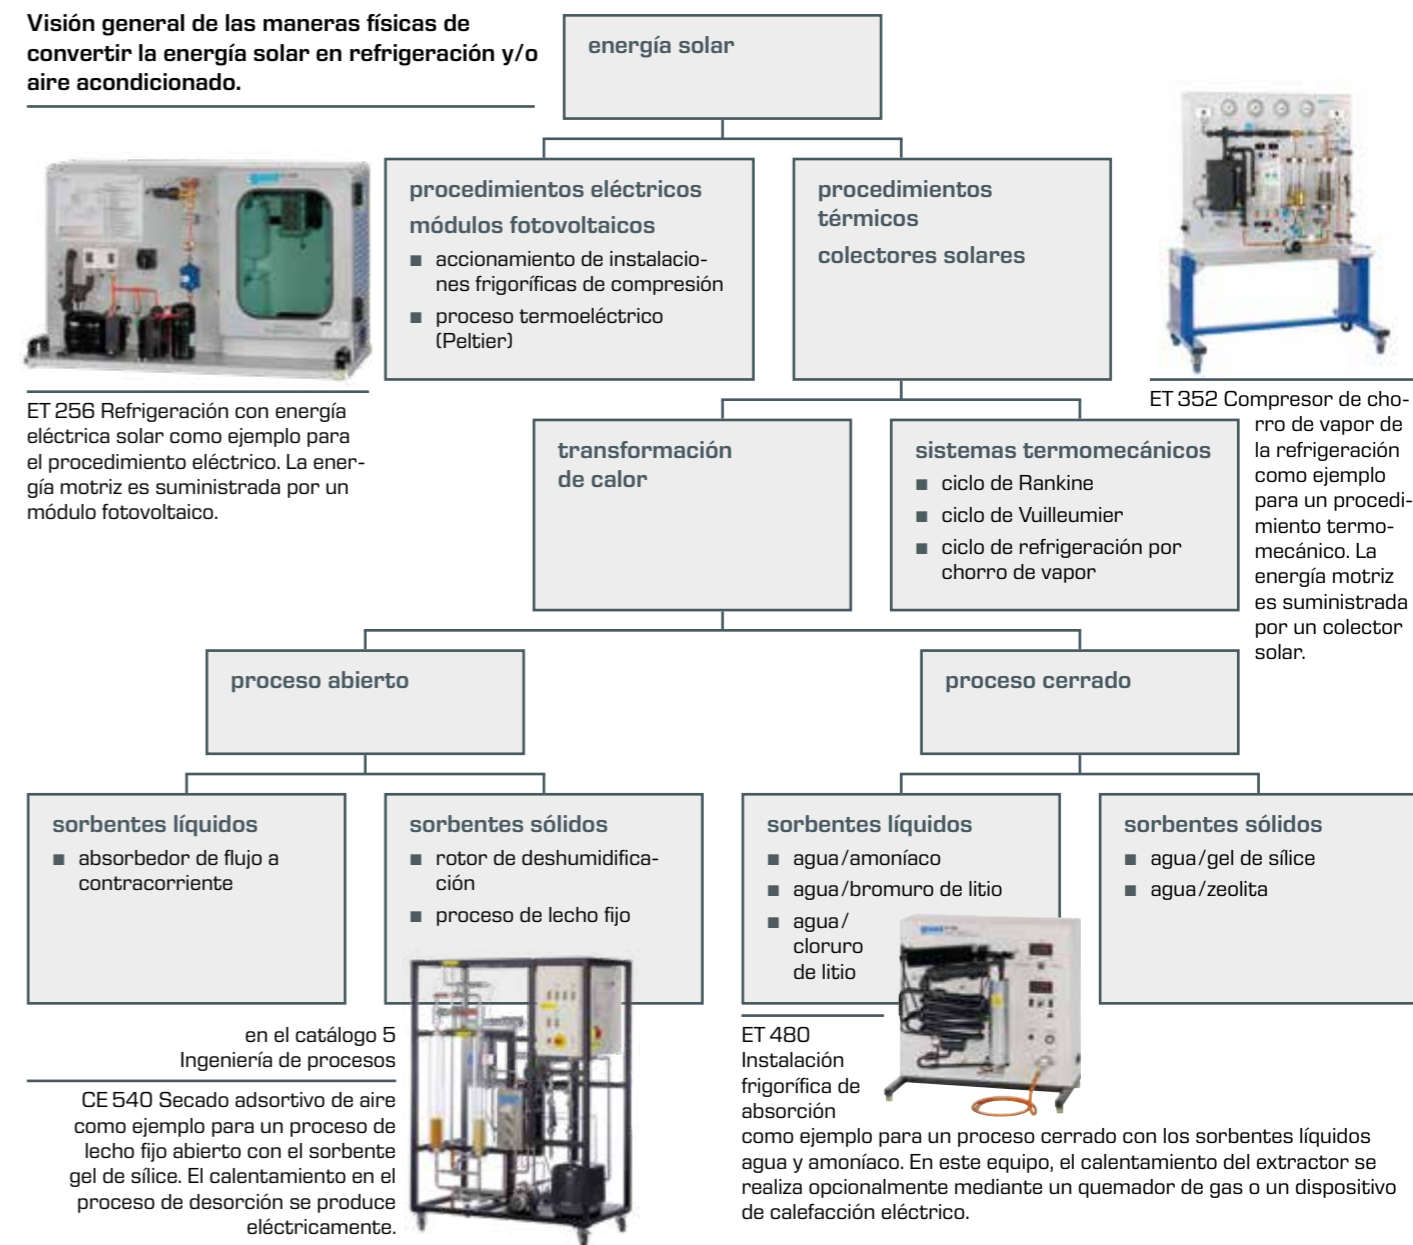 Visión general de las maneras físicas de
convertir la energía solar en refrigeración y/o
aire acondicionado.
energía solar
procedimientos eléctricos
módulos fotovoltaicos
■ accionamiento de instalacio-
nes frigoríficas de compresión
■ proceso termoeléctrico
(Peltier)
procedimientos
térmicos
colectores solares
ET 256 Refrigeración con energía
eléctrica solar como ejemplo para
el procedimiento eléctrico. La ener-
gía motriz es suministrada por un
módulo fotovoltaico.
transformación
de calor
sistemas termomecánicos
■ ciclo de Rankine
■ ciclo de Vuilleumier
■ ciclo de refrigeración por
chorro de vapor
ET 352 Compresor de cho-
rro de vapor de
la refrigeración
como ejemplo
para un procedi-
miento termo-
mecánico. La
energía motriz
es suministrada
por un colector
solar.
proceso abierto
proceso cerrado
sorbentes líquidos
■ absorbedor de flujo a
contracorriente
sorbentes sólidos
■ rotor de deshumidifica-
ción
■ proceso de lecho fijo
sorbentes líquidos
■ agua/amoníaco
■ agua/bromuro de litio
■ agua/
cloruro
de litio
sorbentes sólidos
■ agua/gel de sílice
■ agua/zeolita
en el catálogo 5
Ingeniería de procesos
CE 540 Secado adsortivo de aire
como ejemplo para un proceso de
lecho fijo abierto con el sorbente
gel de sílice. El calentamiento en el
proceso de desorción se produce
eléctricamente.
ET 480
Instalación
frigorífica de
absorción
como ejemplo para un proceso cerrado con los sorbentes líquidos
agua y amoníaco. En este equipo, el calentamiento del extractor se
realiza opcionalmente mediante un quemador de gas o un dispositivo
de calefacción eléctrico.